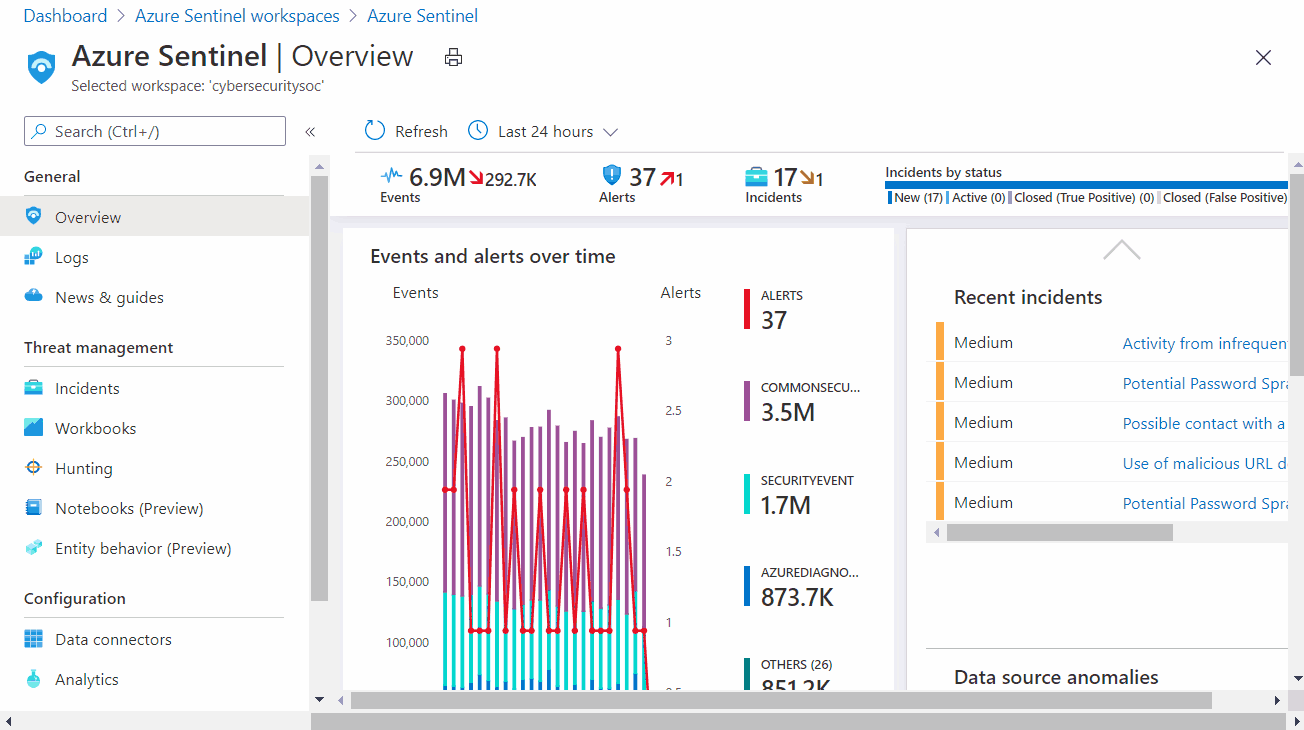 Dashboard > Azure Sentinel workspaces > Azure Sentinel
Azure Sentinel | Overview
Selected workspace: 'cybersecuritysoc'
Search (Ctrl+/)
«
General
Overview
Logs
News & guides
Threat management
Incidents
Workbooks
Hunting
Notebooks (Preview)
Entity behavior (Preview)
Configuration
Data connectors
Analytics
Refresh
Last 24 hours
6.9M 292.7K
Events
37 1
Alerts
17 1
Incidents
Incidents by status
New (17) Active (0) Closed (True Positive) (0) Closed (False Positive)
Events and alerts over time
Events
Alerts
350,000
300,000
250,000
200,000
150,000
100,000
3
2.5
2
1.5
1
0.5
ALERTS
37
COMMONSECU...
3.5M
SECURITYEVENT
1.7M
AZUREDIAGNO...
873.7K
OTHERS (26)
851.2K
Recent incidents
Medium Activity from infrequen
Medium Potential Password Spra
Medium Possible contact with a
Medium Use of malicious URL d
Medium Potential Password Spra
Data source anomalies